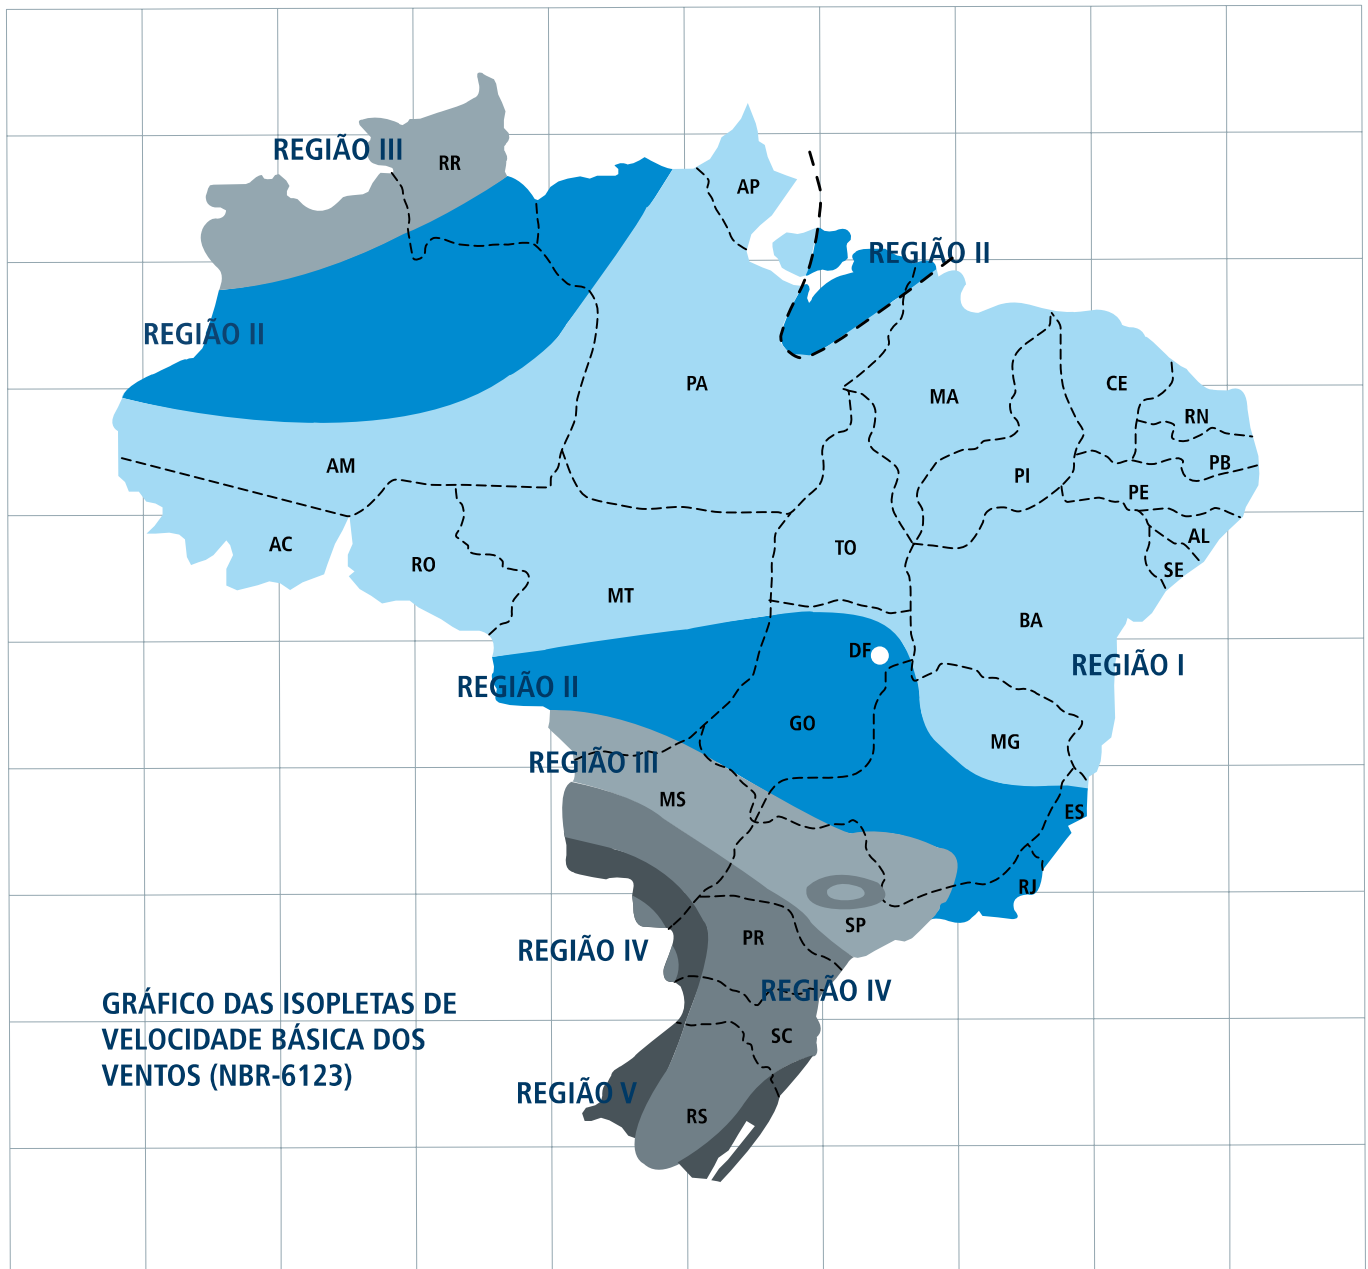 REGIÃO III
RR
AP
REGIÃO II
REGIÃO II
PA
MA
CE
RN
PB
AM
PI
PE
AC
RO
TO
AL
SE
MT
BA
DF
REGIÃO I
REGIÃO II
GO
MG
REGIÃO III
MS
ES
RJ
SP
PR
REGIÃO IV
REGIÃO IV
GRÁFICO DAS ISOPLETAS DE
VELOCIDADE BÁSICA DOS
VENTOS (NBR-6123)
SC
REGIÃO V
RS